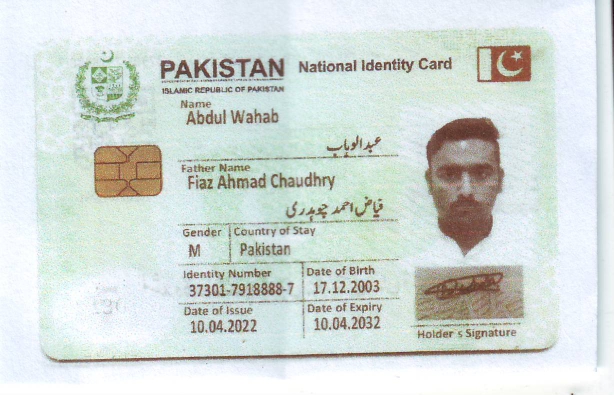 PAKISTAN National Identity Card
ISLAMIC REPUBLIC OF PAKISTAN
Name
Abdul Wahab
عبدالوہاب
Father Name
Fiaz Ahmad Chaudhry
فیاض احمد چوہدری
Gender Country of Stay
M Pakistan
Identity Number Date of Birth
37301-7918888-7 17.12.2003
Date of Issue Date of Expiry
10.04.2022 10.04.2032
Holder's Signature